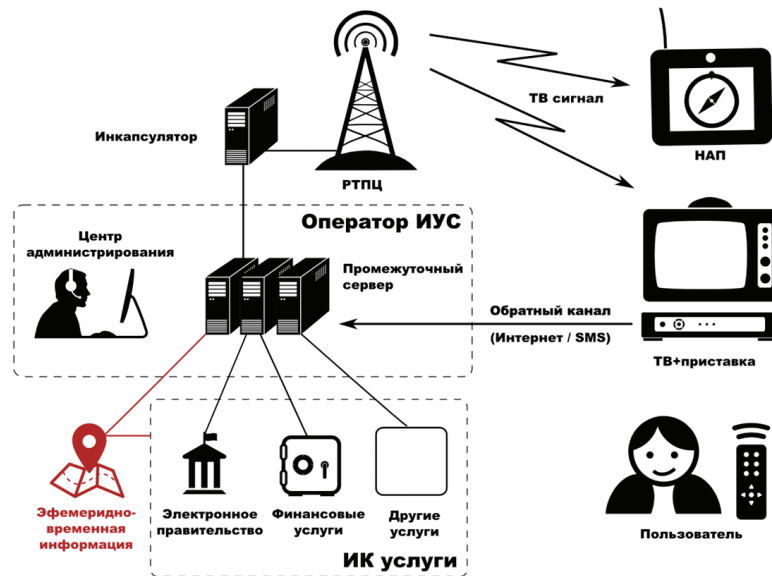 Инкапсулятор
РТПЦ
ТВ сигнал
НАП
Оператор ИУС
Центр
администрирования
Промежуточный
сервер
Обратный канал
(Интернет / SMS)
ТВ+приставка
Эфемеридно-
временная
информация
Электронное
правительство
Финансовые
услуги
Другие
услуги
ИК услуги
Пользователь